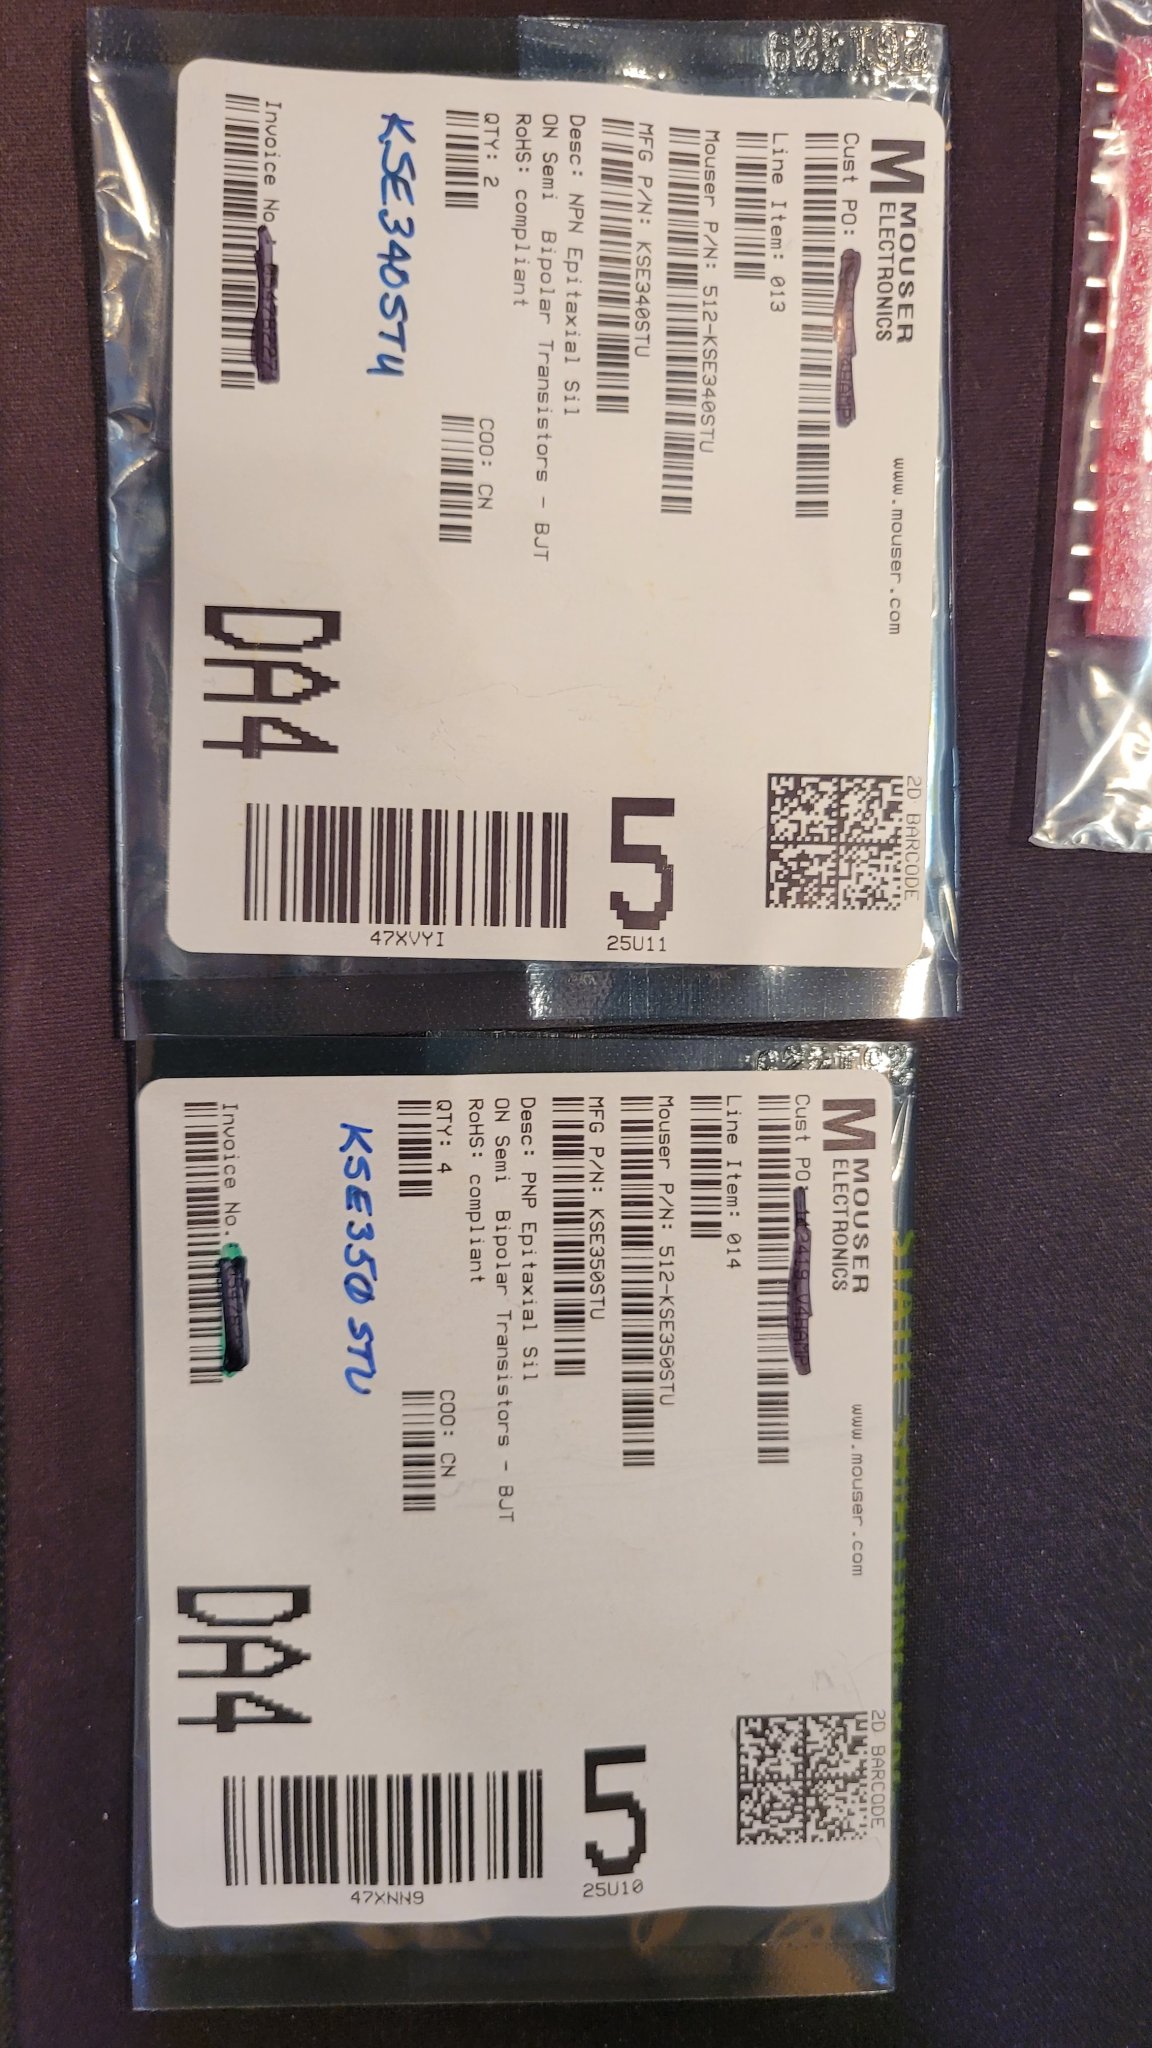 MOUSER
ELECTRONICS
www.mouser.com
Cust PO:
Line Item: 013
Mouser P/N: 512-KSE340STU
MFG P/N: KSE340STU
Desc: NPN Epitaxial Sil
ON Semi Bipolar Transistors - BJT
RoHS: compliant
QTY: 2
COO: CN
KSE340STU
Invoice No.
DA4
2D BARCODE
5
25U11
47XVYI
MOUSER
ELECTRONICS
www.mouser.com
Cust PO:
Line Item: 014
Mouser P/N: 512-KSE350STU
MFG P/N: KSE350STU
Desc: PNP Epitaxial Sil
ON Semi Bipolar Transistors - BJT
RoHS: compliant
QTY: 4
COO: CN
KSE350 STU
Invoice No.
DA4
2D BARCODE
5
25U10
47XNN9